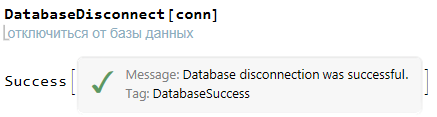 DatabaseDisconnect[conn]
отключиться от базы данных
Success[ ✓ Message: Database disconnection was successful.
Tag: DatabaseSuccess ]